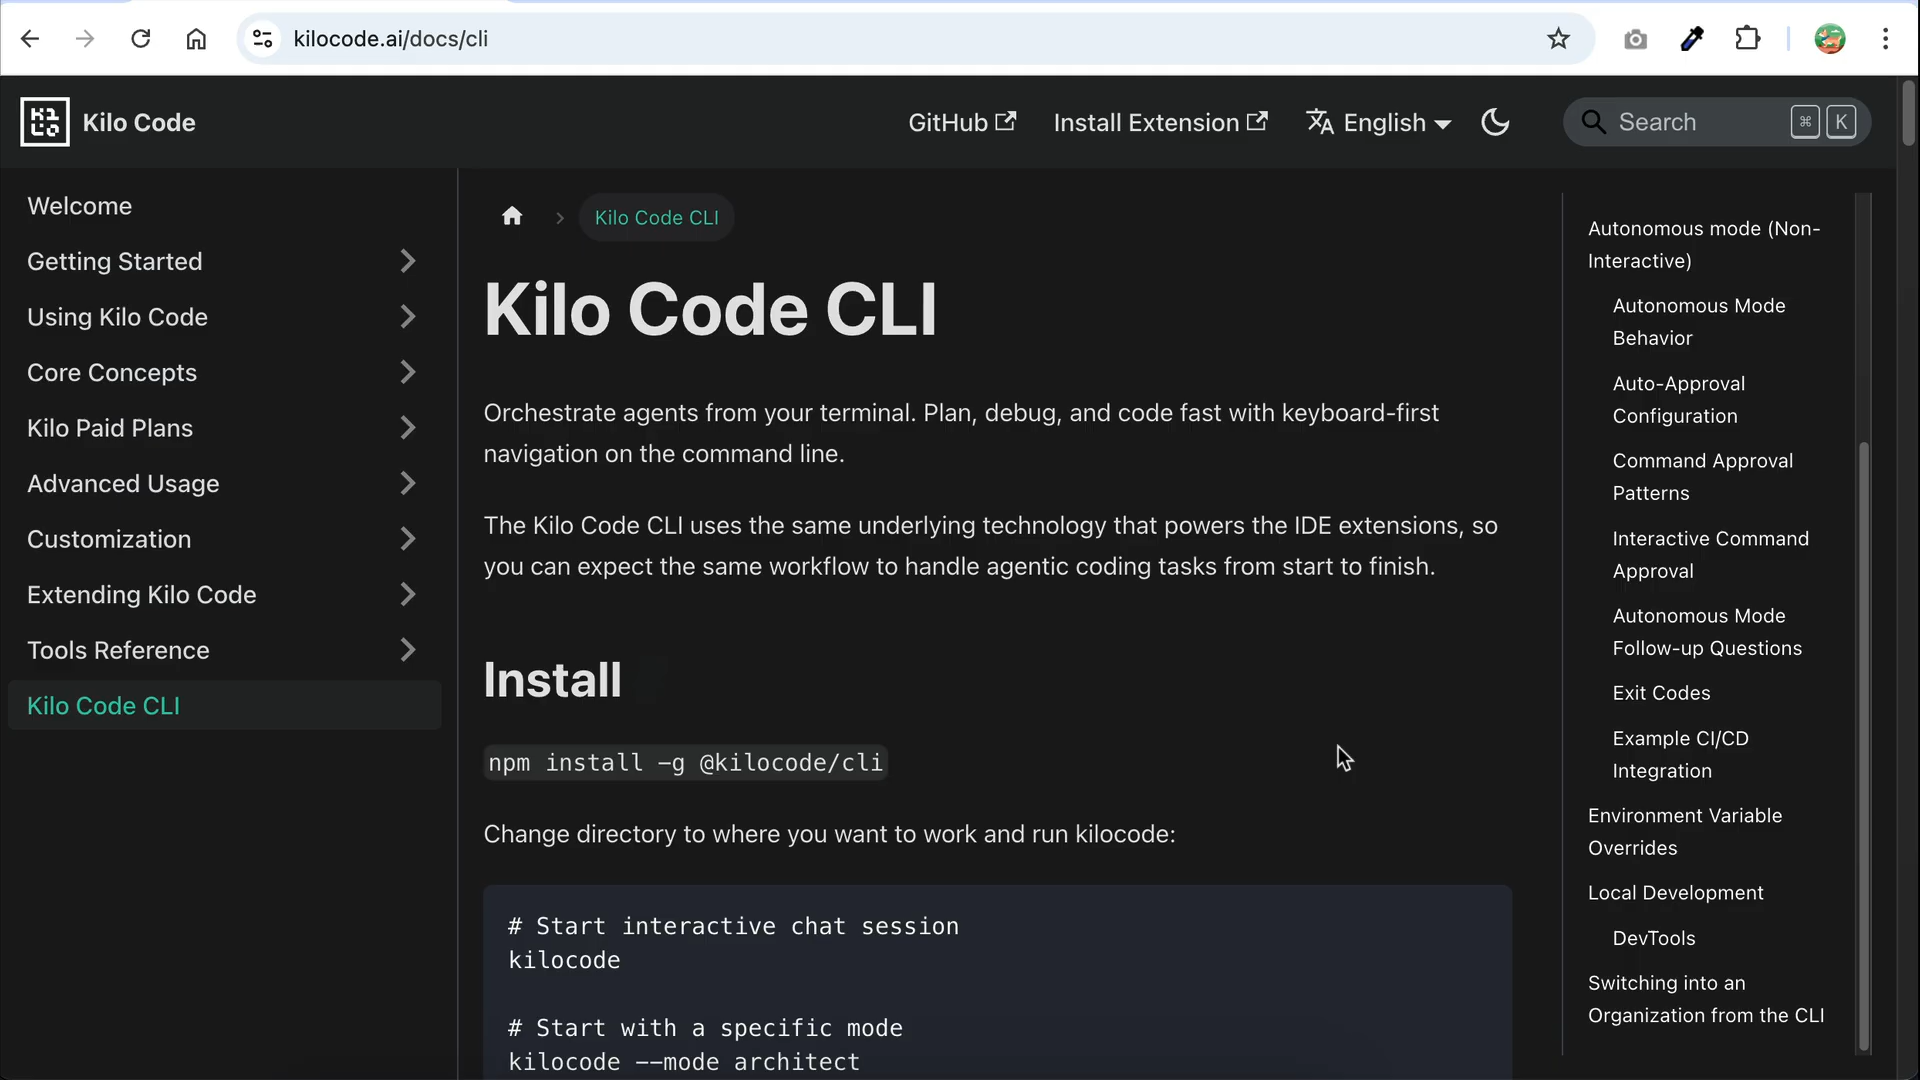 kilocode.ai/docs/cli
Kilo Code
GitHub
Install Extension
English
Search
⌘ K
Welcome
Getting Started
Using Kilo Code
Core Concepts
Kilo Paid Plans
Advanced Usage
Customization
Extending Kilo Code
Tools Reference
Kilo Code CLI
Kilo Code CLI
Kilo Code CLI
Orchestrate agents from your terminal. Plan, debug, and code fast with keyboard-first
navigation on the command line.
The Kilo Code CLI uses the same underlying technology that powers the IDE extensions, so
you can expect the same workflow to handle agentic coding tasks from start to finish.
Install
npm install -g @kilocode/cli
Change directory to where you want to work and run kilocode:
# Start interactive chat session
kilocode
# Start with a specific mode
kilocode --mode architect
Autonomous mode (Non-
Interactive)
Autonomous Mode
Behavior
Auto-Approval
Configuration
Command Approval
Patterns
Interactive Command
Approval
Autonomous Mode
Follow-up Questions
Exit Codes
Example CI/CD
Integration
Environment Variable
Overrides
Local Development
DevTools
Switching into an
Organization from the CLI